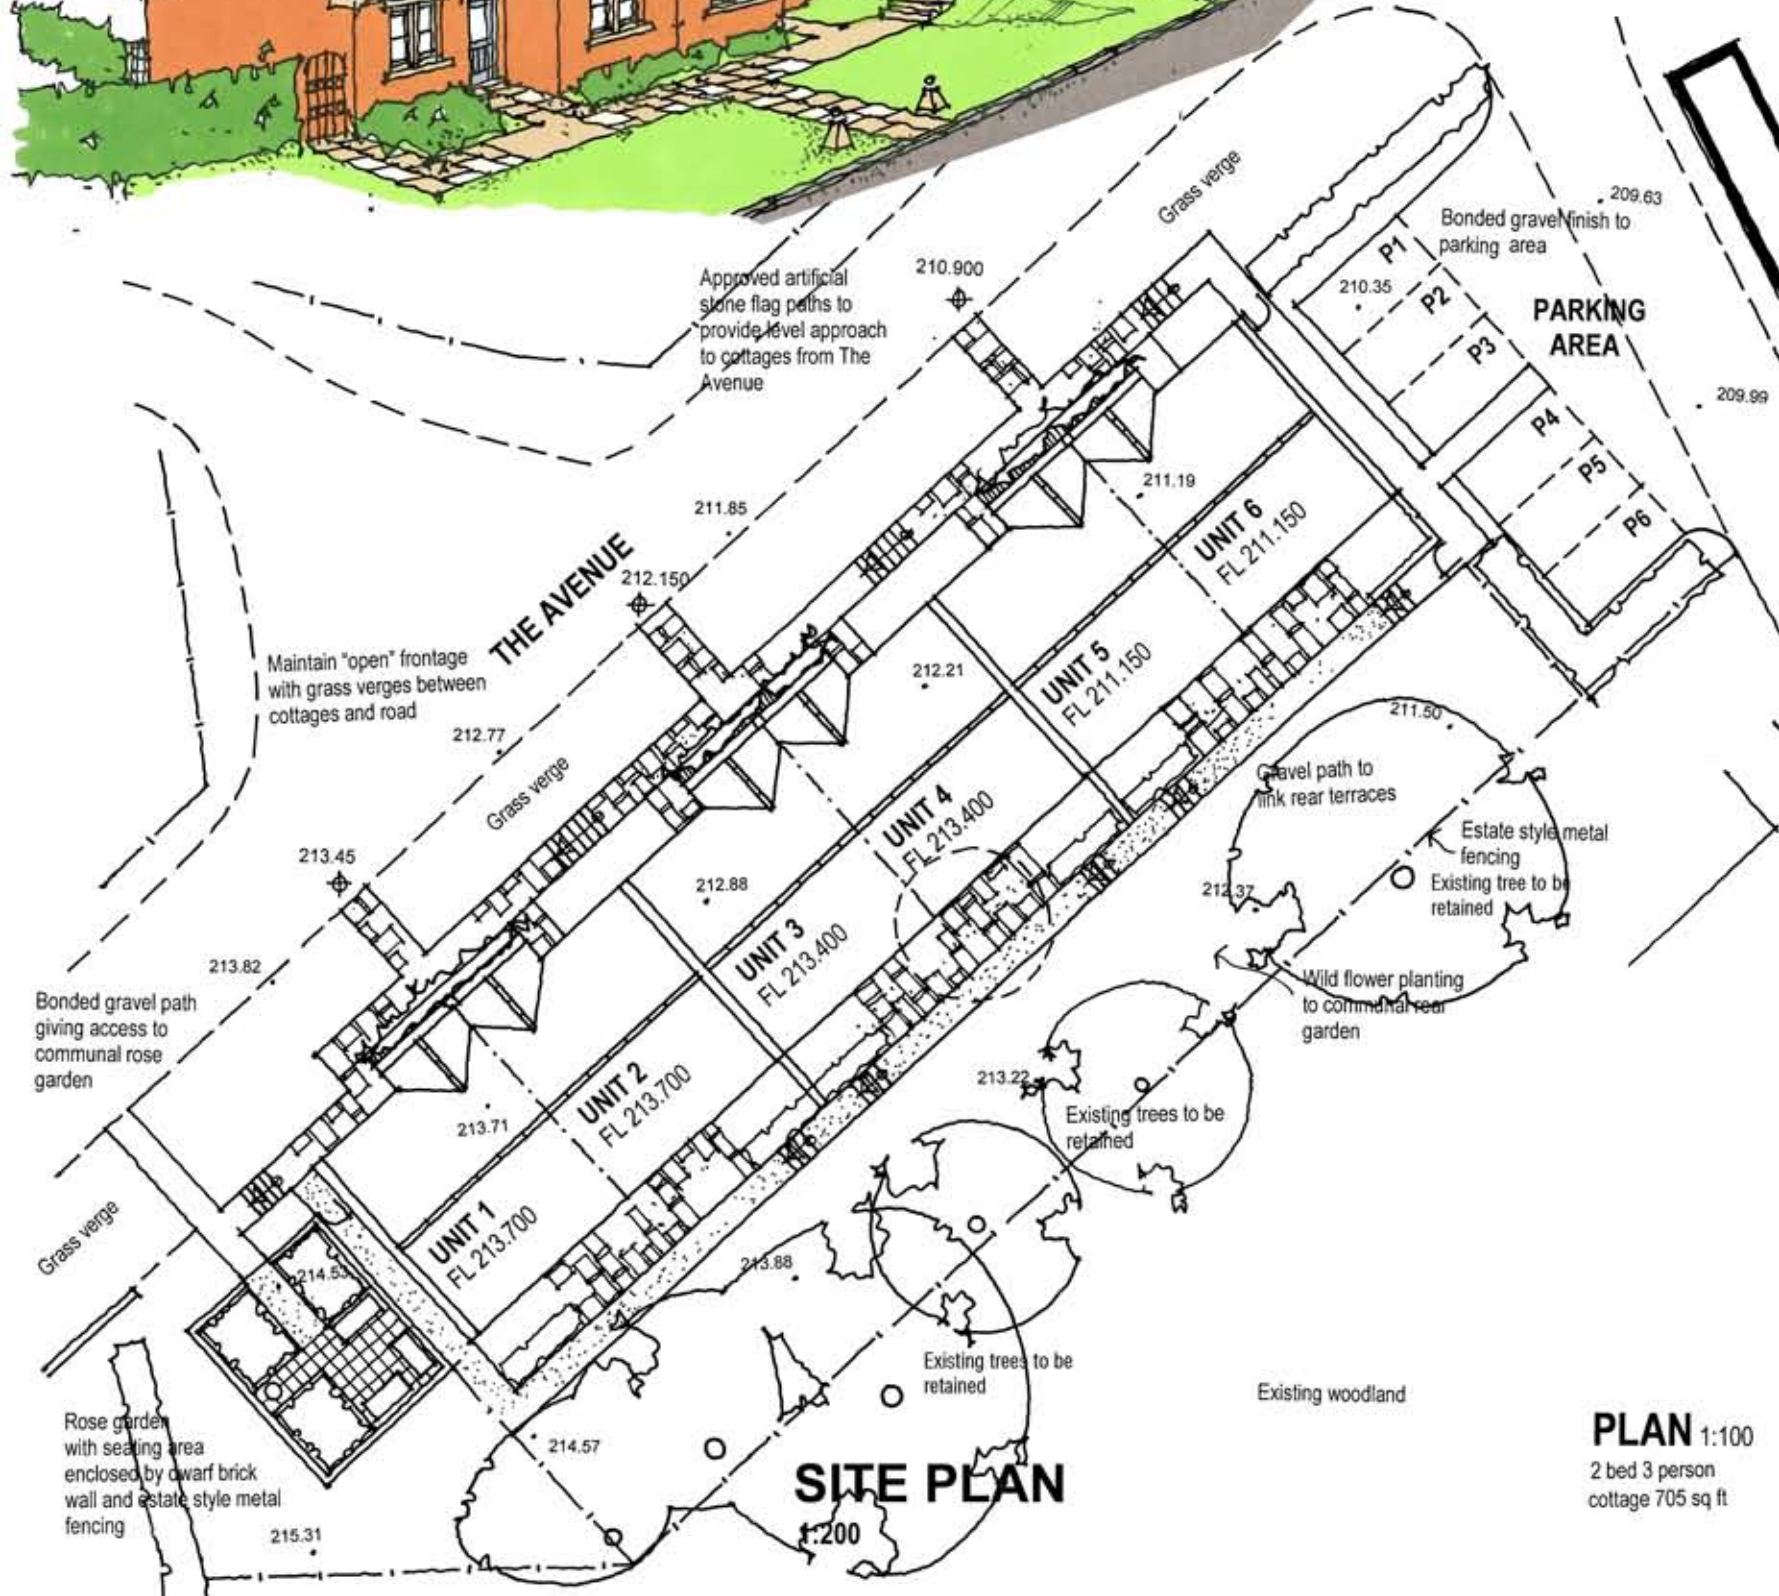 Grass verge
209.63
Bonded gravel finish to
parking area
P1
210.35
P2
P3
PARKING
AREA
209.99
P4
P5
P6
Approved artificial
stone flag paths to
provide level approach
to cottages from The
Avenue
210.900
211.19
211.85
UNIT 6
FL 211.150
THE AVENUE
212.150
Maintain "open" frontage
with grass verges between
cottages and road
212.21
UNIT 5
FL 211.150
212.77
211.50
Grass verge
Gravel path to
link rear terraces
UNIT 4
FL 213.400
Estate style metal
fencing
Existing tree to be
retained
213.45
212.88
212.37
213.82
UNIT 3
FL 213.400
Wild flower planting
to communal rear
garden
Bonded gravel path
giving access to
communal rose
garden
213.22
213.71
UNIT 2
FL 213.700
Existing trees to be
retained
Grass verge
UNIT 1
FL 213.700
214.53
213.88
Existing trees to be
retained
Existing woodland
Rose garden
with seating area
enclosed by dwarf brick
wall and estate style metal
fencing
214.57
215.31
SITE PLAN
1:200
PLAN 1:100
2 bed 3 person
cottage 705 sq ft